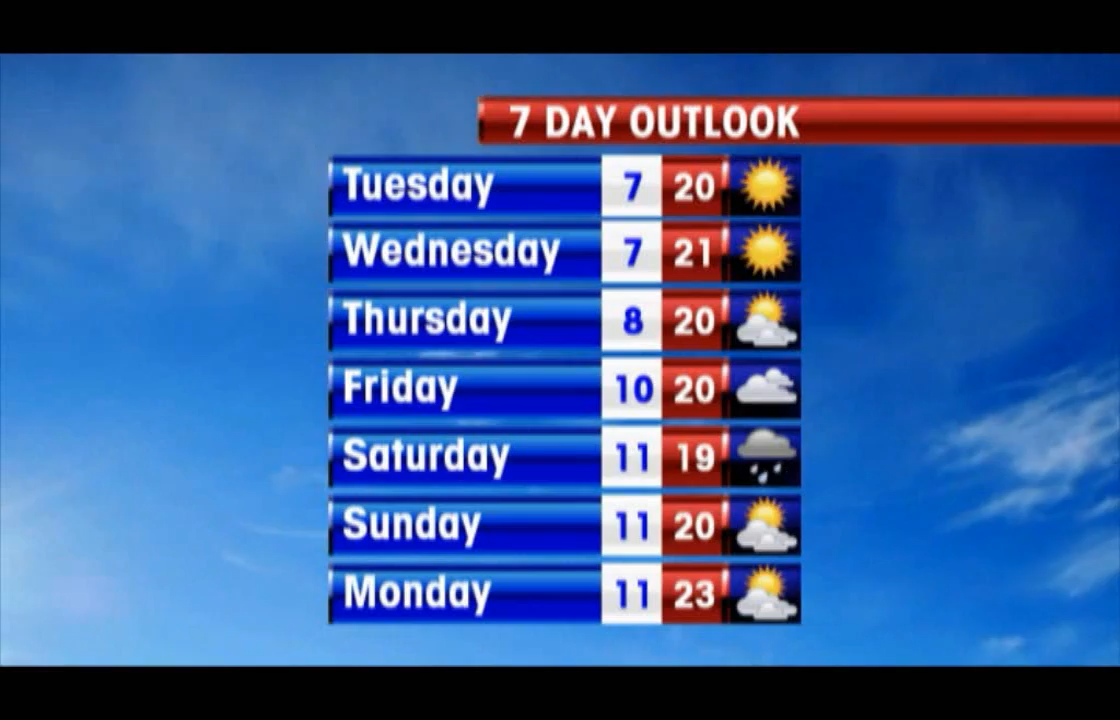 7 DAY OUTLOOK
Tuesday 7 20
Wednesday 7 21
Thursday 8 20
Friday 10 20
Saturday 11 19
Sunday 11 20
Monday 11 23